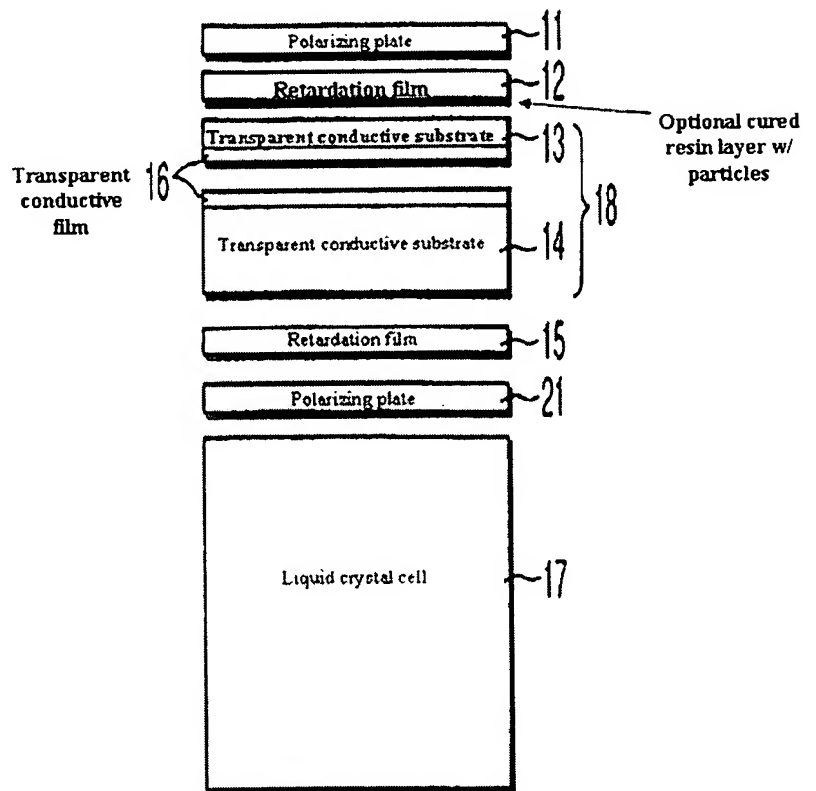 Polarizing plate
11
Retardation film
12
Optional cured
resin layer w/
particles
Transparent conductive substrate
13
Transparent
conductive
film
16
18
Transparent conductive substrate
14
Retardation film
15
Polarizing plate
21
Liquid crystal cell
17